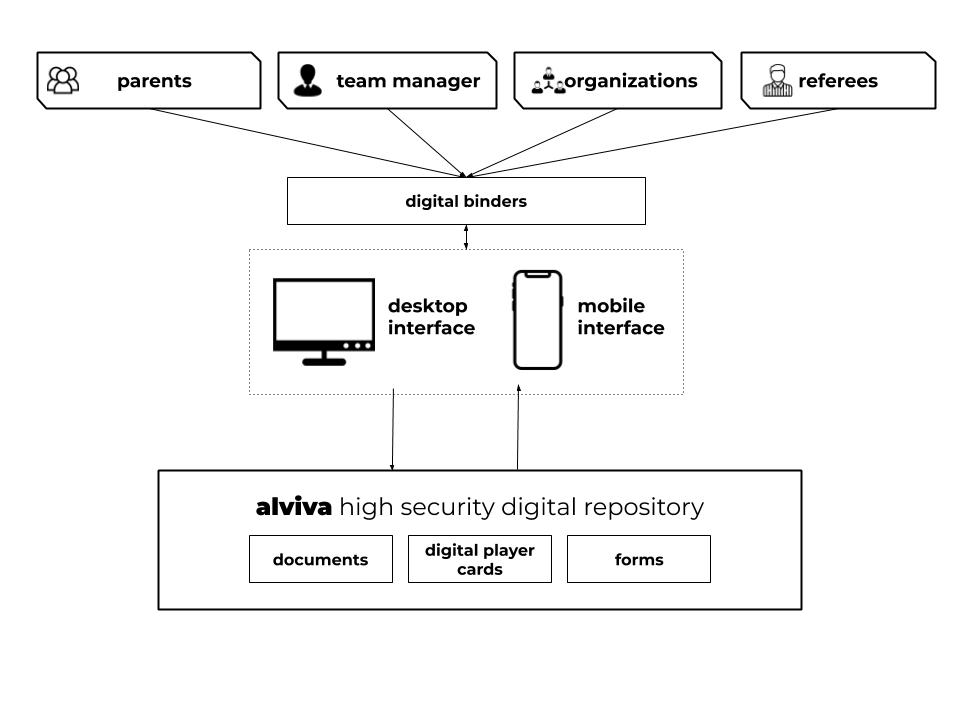 parents
team manager
organizations
referees
digital binders
desktop
interface
mobile
interface
alviva high security digital repository
documents
digital player
cards
forms